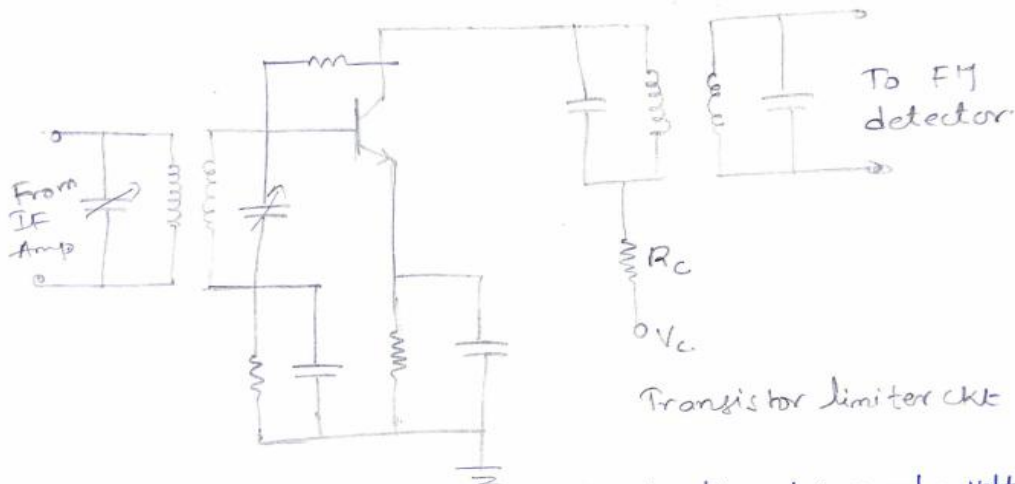 From
IF
Amp
To FM
detector
Rc
Vc.
Transistor limiter ckt